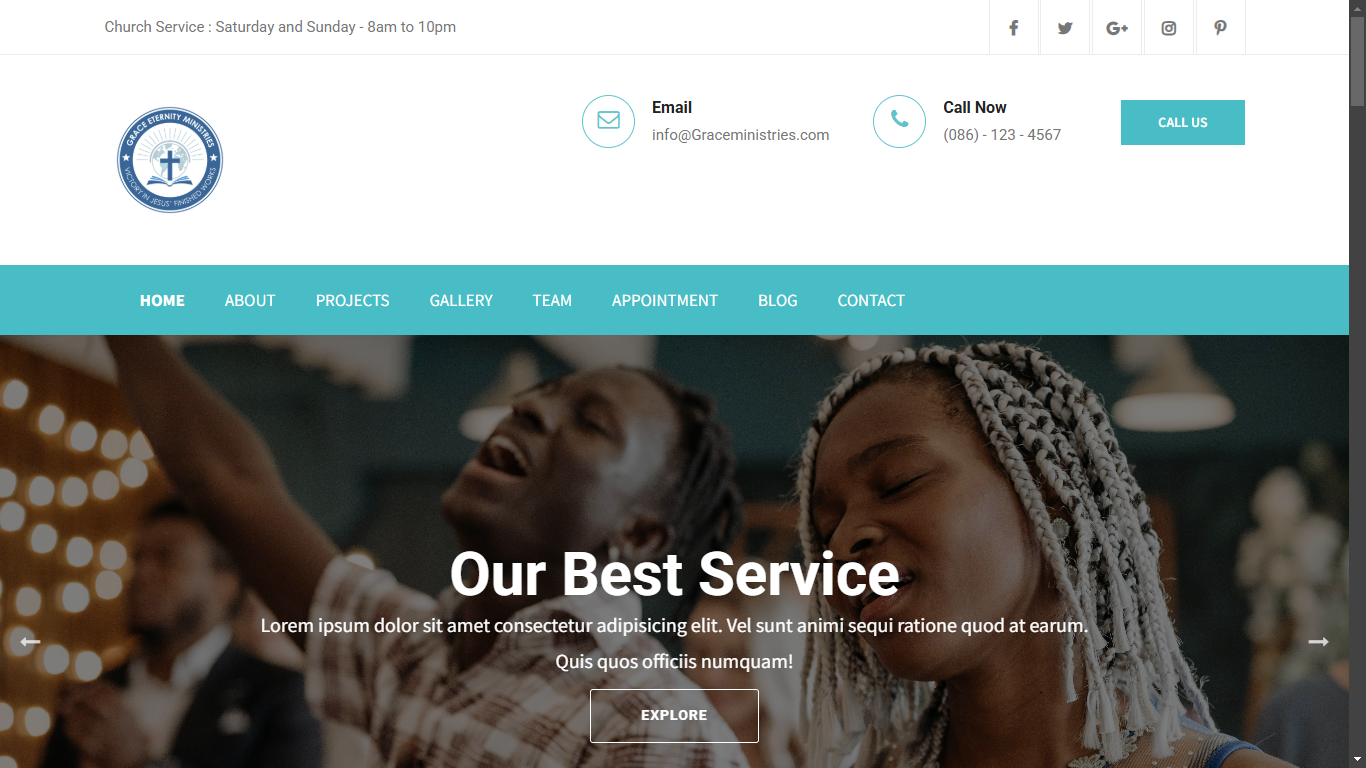 Church Service : Saturday and Sunday - 8am to 10pm
GRACE ETERNITY MINISTRIES
VICTORY IN JESUS' FINISHED WORKS
Email
info@Graceministries.com
Call Now
(086) - 123 - 4567
CALL US
HOME ABOUT PROJECTS GALLERY TEAM APPOINTMENT BLOG CONTACT
Our Best Service
Lorem ipsum dolor sit amet consectetur adipisicing elit. Vel sunt animi sequi ratione quod at earum.
Quis quos officiis numquam!
EXPLORE